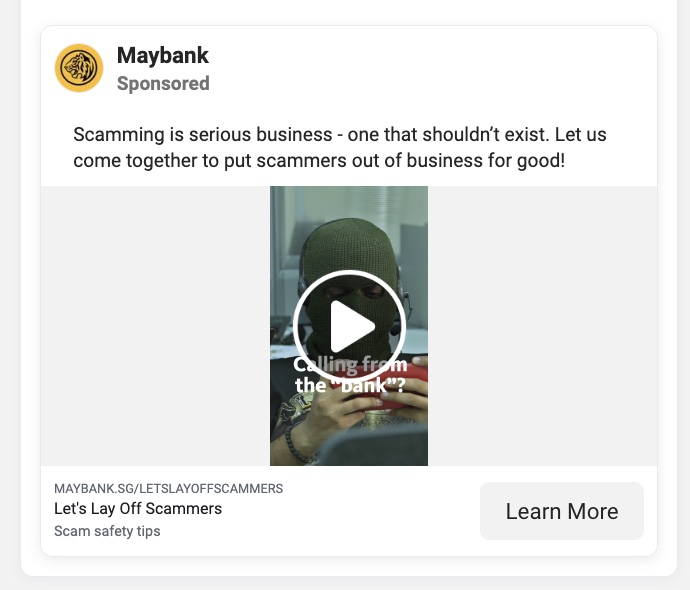 Maybank
Sponsored
Scamming is serious business - one that shouldn’t exist. Let us
come together to put scammers out of business for good!
Calling from
the “bank”?
MAYBANK.SG/LETSLAYOFFSCAMMERS
Let's Lay Off Scammers
Scam safety tips
Learn More